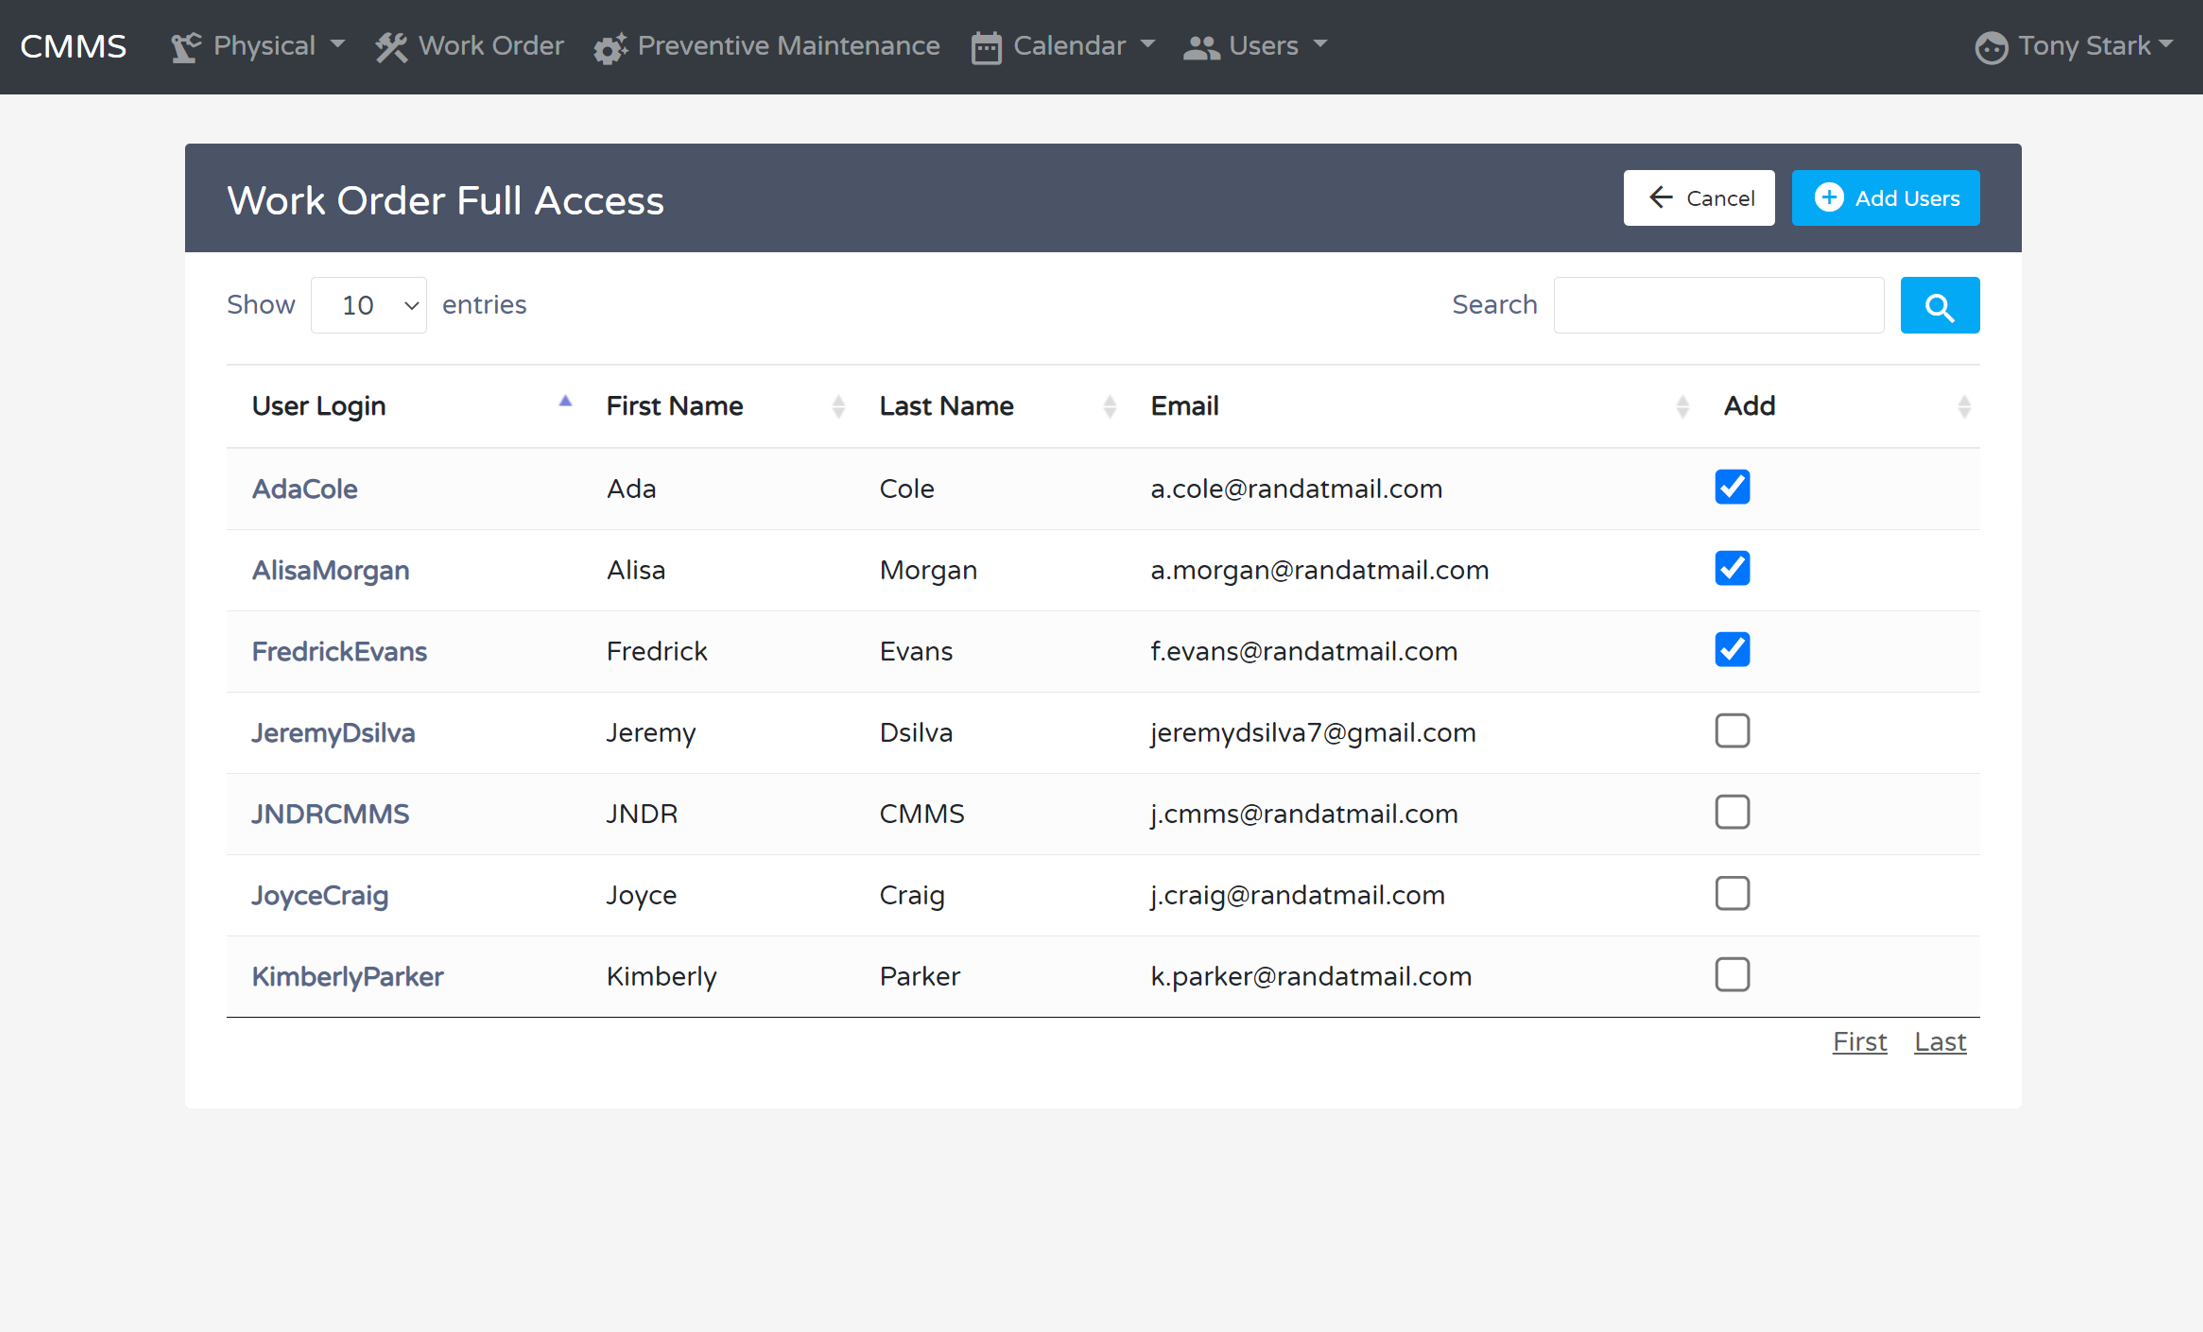 CMMS Physical Work Order Preventive Maintenance Calendar Users Tony Stark
Work Order Full Access Cancel Add Users
Show 10 entries Search
User Login First Name Last Name Email Add
AdaCole Ada Cole a.cole@randatmail.com
AlisaMorgan Alisa Morgan a.morgan@randatmail.com
FredrickEvans Fredrick Evans f.evans@randatmail.com
JeremyDsilva Jeremy Dsilva jeremydsilva7@gmail.com
JNDRCMMS JNDR CMMS j.cmms@randatmail.com
JoyceCraig Joyce Craig j.craig@randatmail.com
KimberlyParker Kimberly Parker k.parker@randatmail.com
First Last